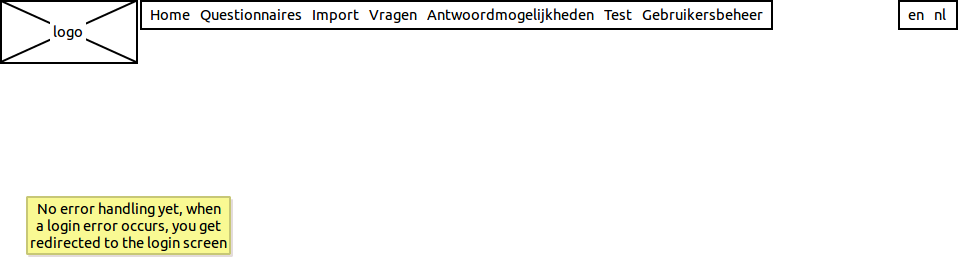 logo
Home Questionnaires Import Vragen Antwoordmogelijkheden Test Gebruikersbeheer
en nl
No error handling yet, when
a login error occurs, you get
redirected to the login screen